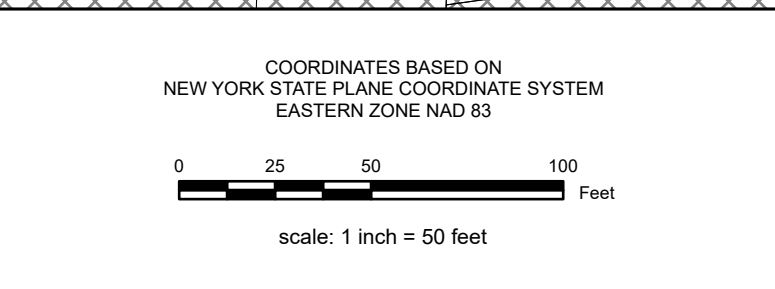 COORDINATES BASED ON
NEW YORK STATE PLANE COORDINATE SYSTEM
EASTERN ZONE NAD 83
0 25 50 100
Feet
scale: 1 inch = 50 feet